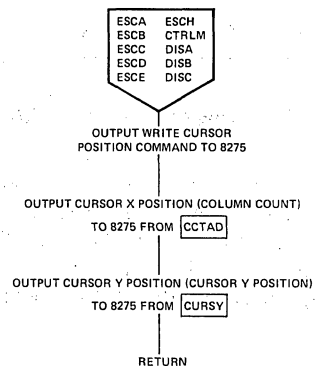 ESCA ESCH
ESCB CTRLM
ESCC DISA
ESCD DISB
ESCE DISC
OUTPUT WRITE CURSOR
POSITION COMMAND TO 8275
OUTPUT CURSOR X POSITION (COLUMN COUNT)
TO 8275 FROM CCTAD
OUTPUT CURSOR Y POSITION (CURSOR Y POSITION)
TO 8275 FROM CURSY
RETURN